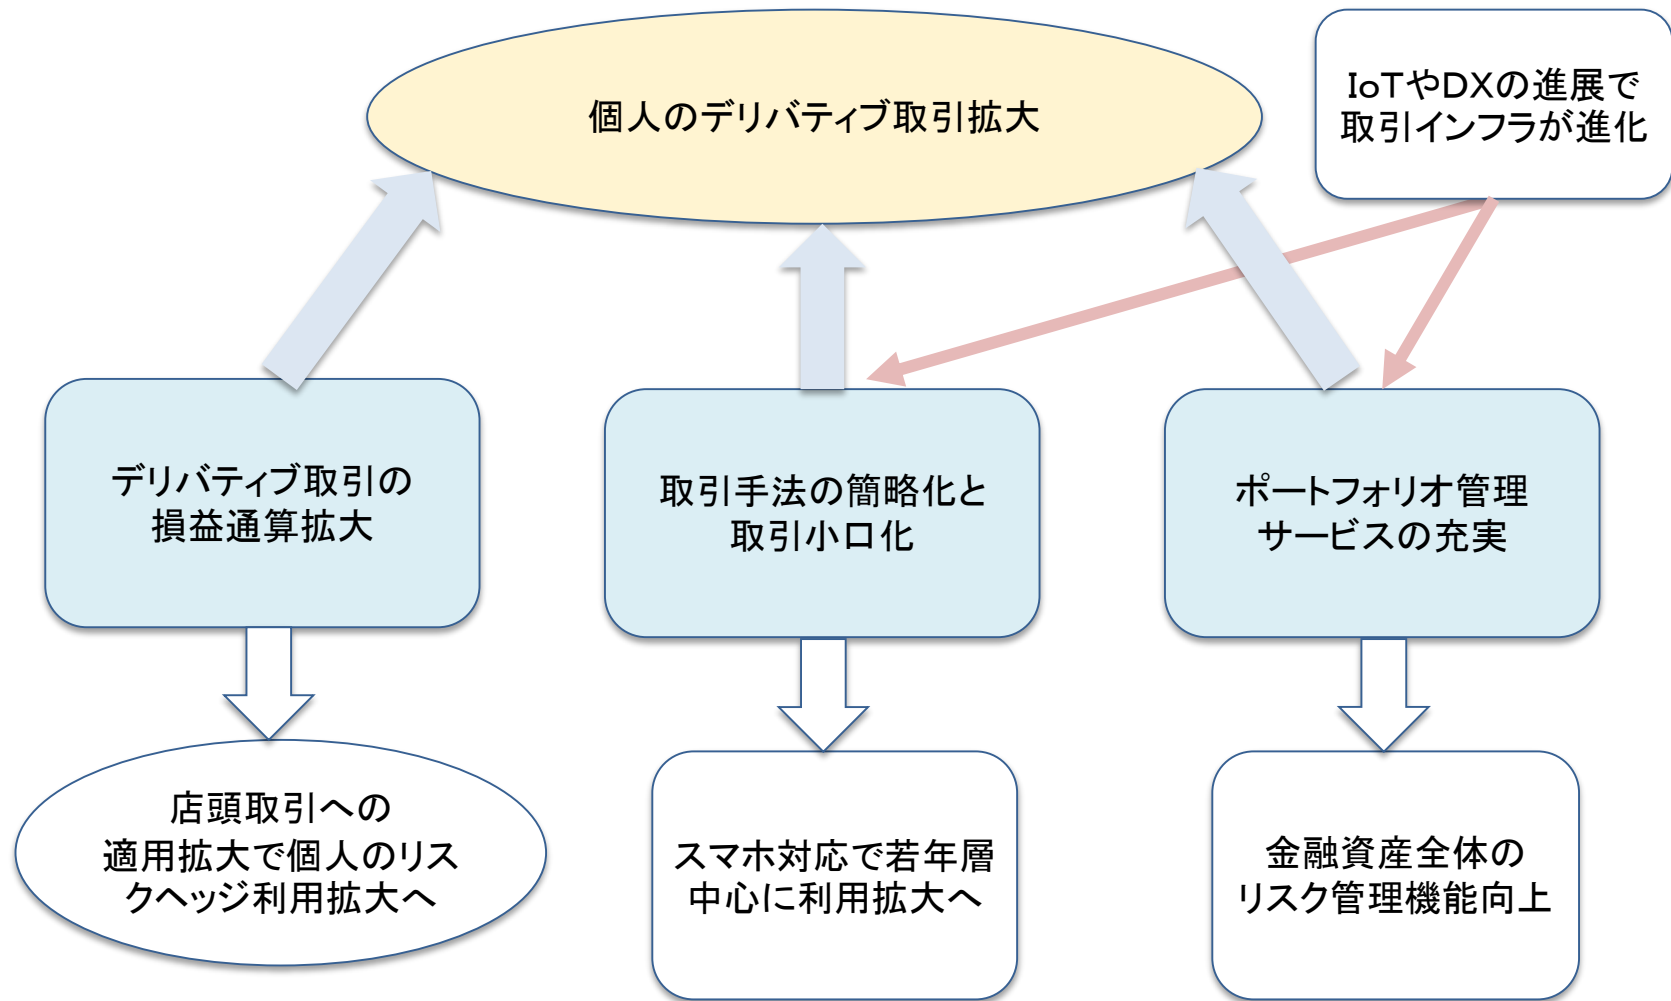 個人のデリバティブ取引拡大
IoTやDXの進展で
取引インフラが進化
デリバティブ取引の
損益通算拡大
取引手法の簡略化と
取引小口化
ポートフォリオ管理
サービスの充実
店頭取引への
適用拡大で個人のリス
クヘッジ利用拡大へ
スマホ対応で若年層
中心に利用拡大へ
金融資産全体の
リスク管理機能向上